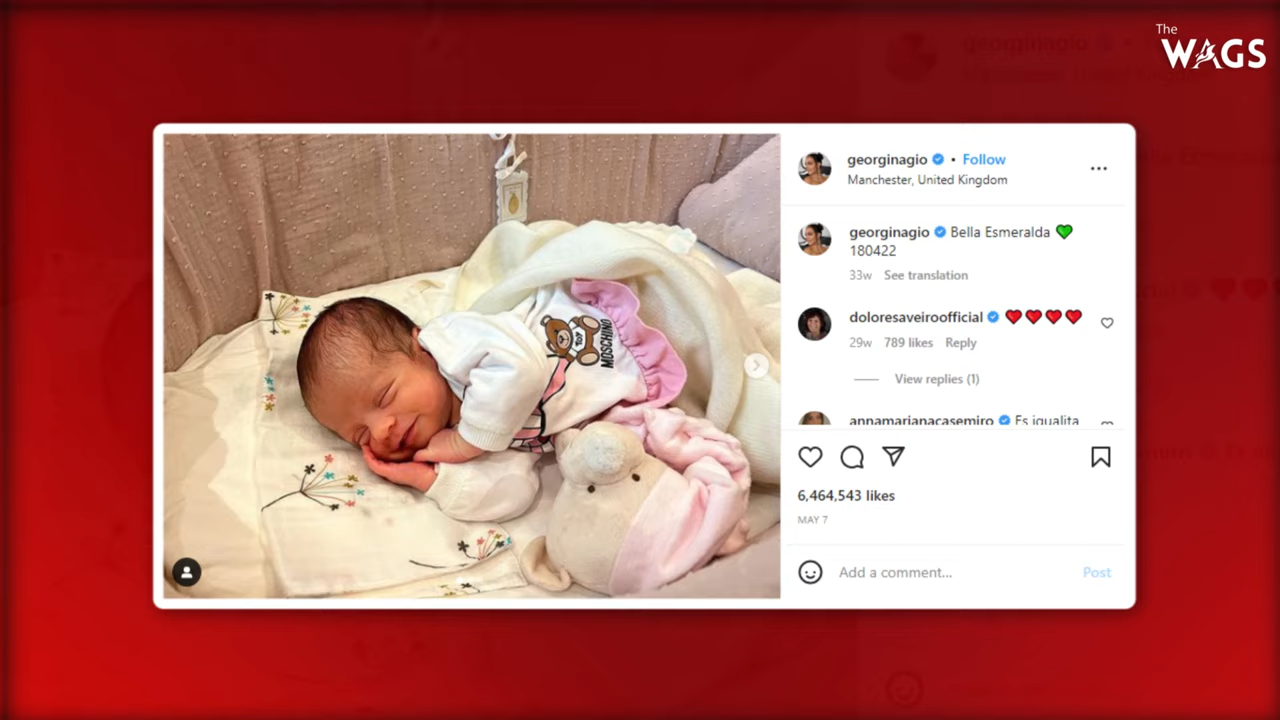 The
WAGS
georginagio • Follow
Manchester, United Kingdom
georginagio Bella Esmeralda 💚
180422
33w See translation
doloresaveiroofficial ❤️❤️❤️❤️
29w 789 likes Reply
View replies (1)
annamarianacasemiro Es igualita
6,464,543 likes
MAY 7
Add a comment... Post
TOY
MOSCHINO